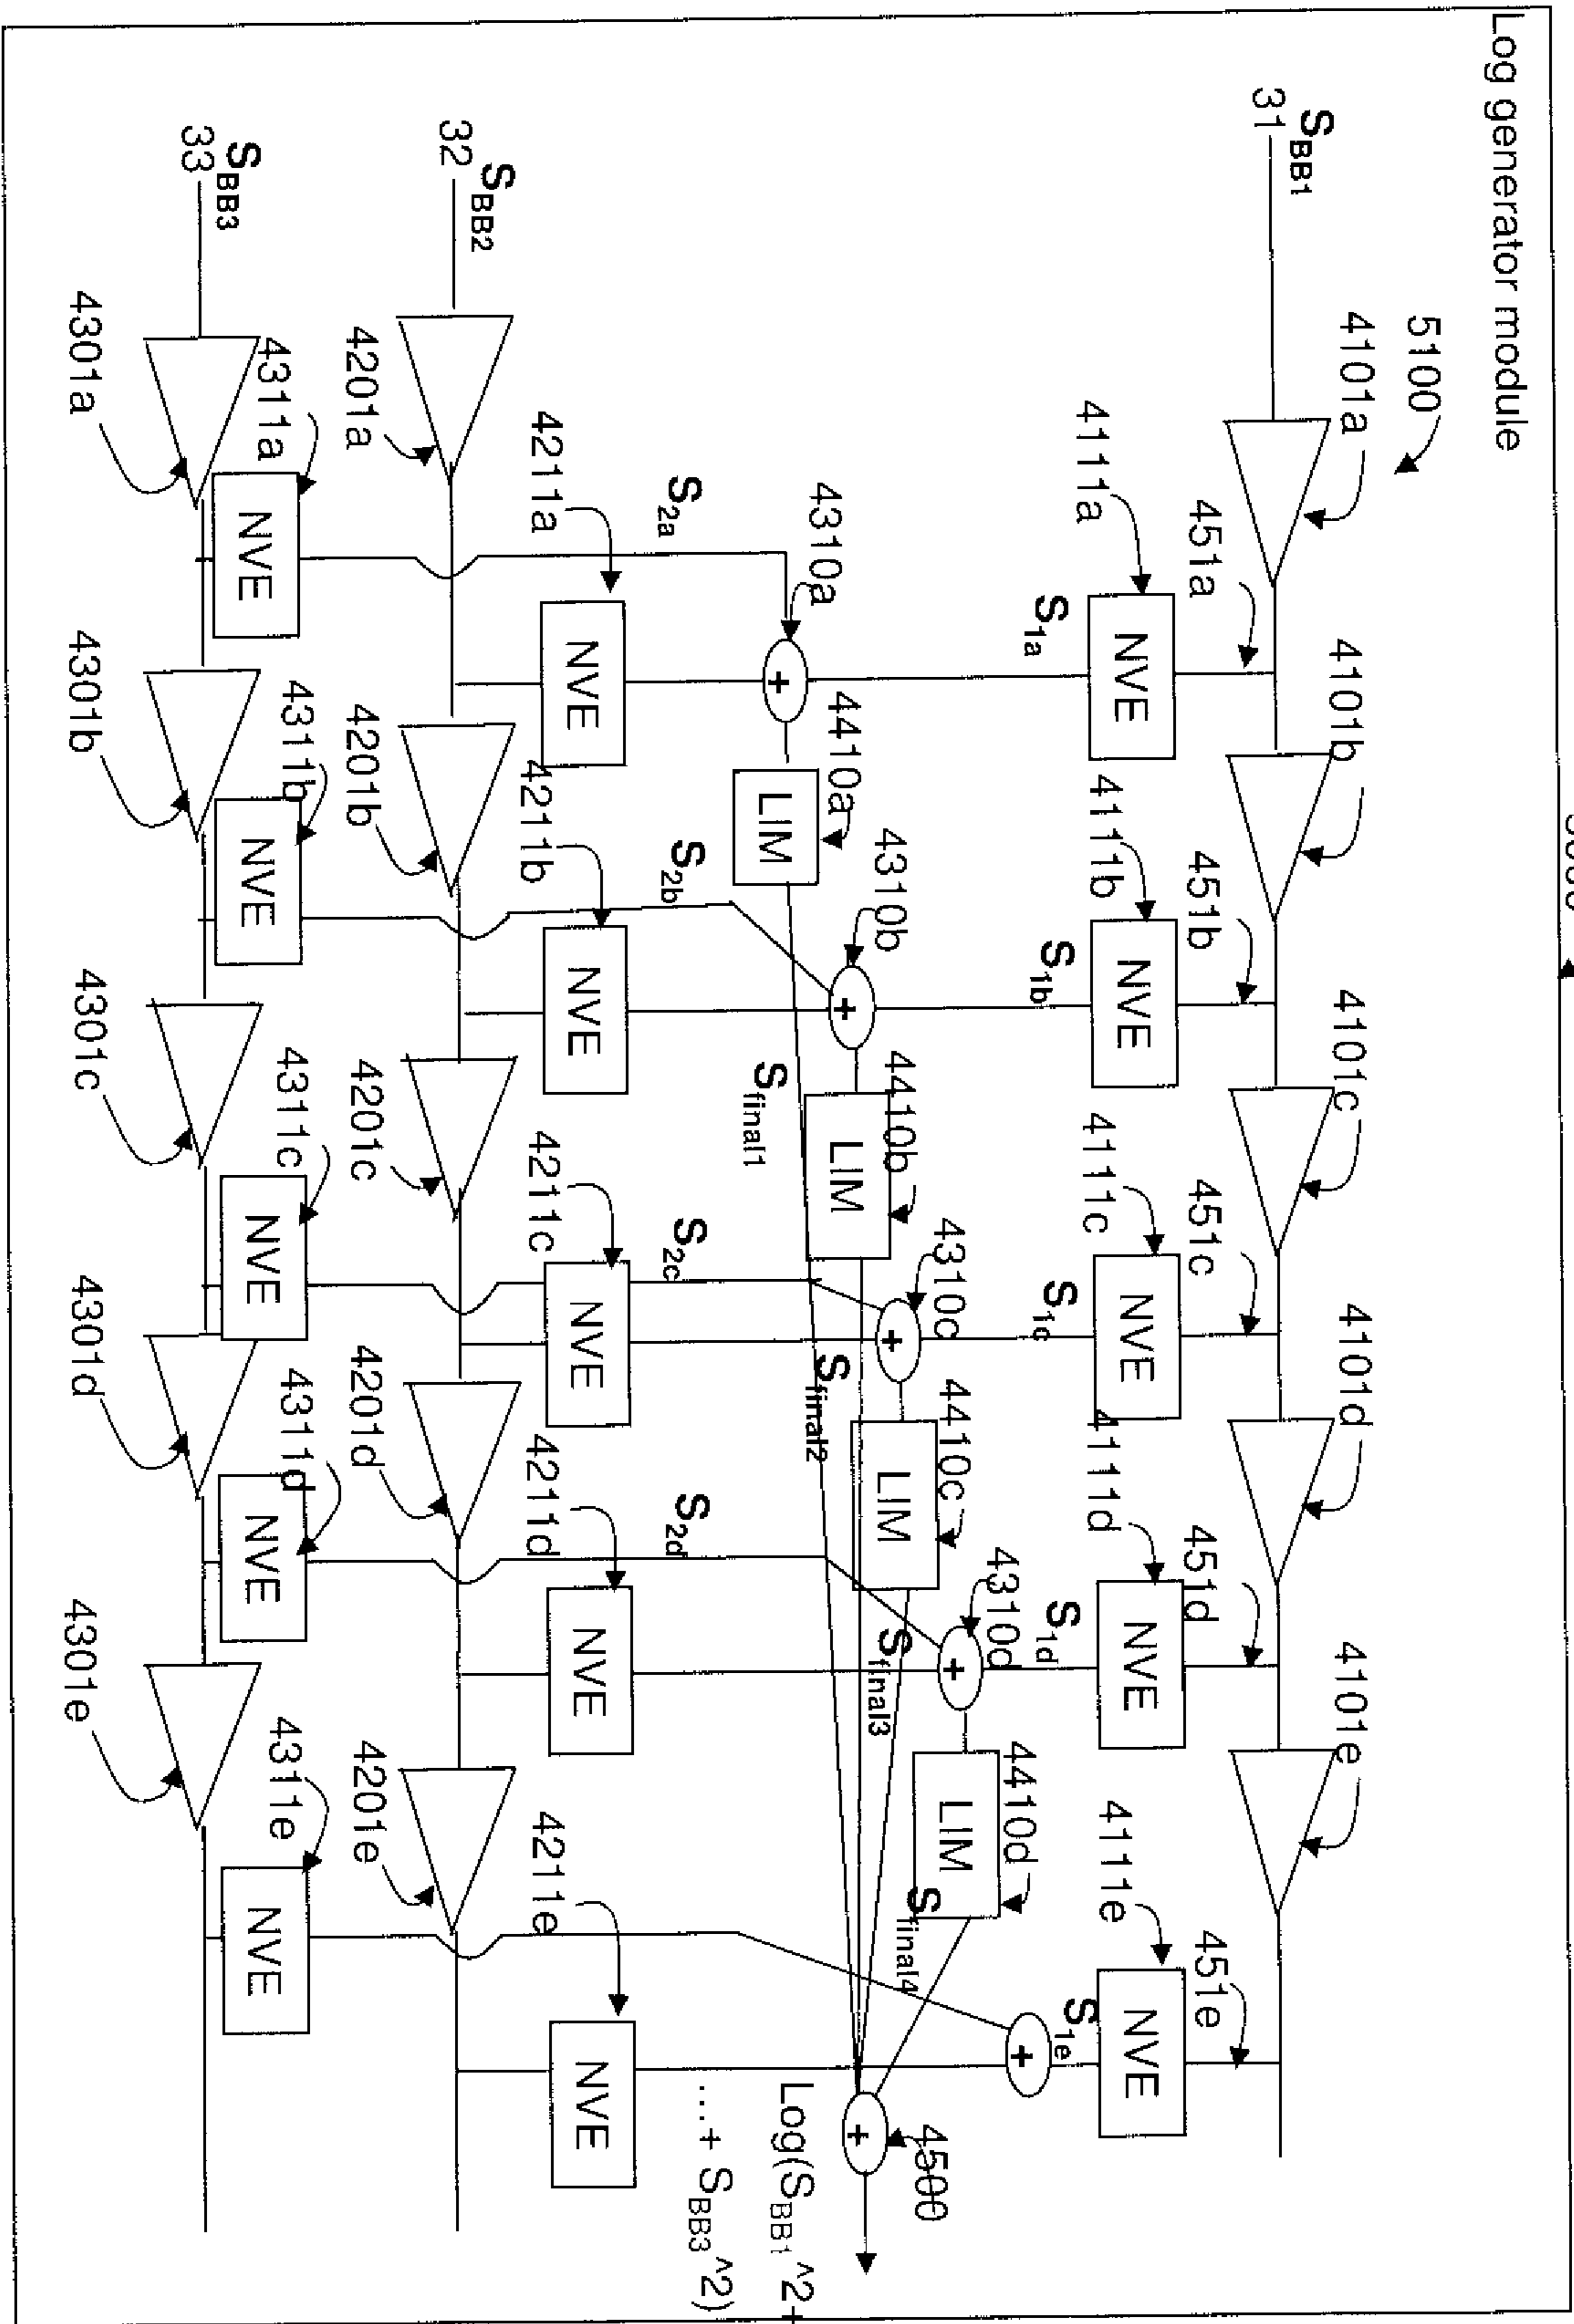 Log generator module
5100
4101a
4101b
4101c
4101d
4101e
S_BB1
31
451a
451b
451c
451d
451e
4111a
4111b
4111c
4111d
4111e
NVE
NVE
NVE
NVE
NVE
S_1a
S_1b
S_1c
S_1d
S_1e
4310a
4310b
4310c
4310d
+
+
+
+
+
4410a
4410b
4410c
4410d
LIM
LIM
LIM
LIM
S_final1
S_final2
S_final3
S_final4
4500
+
Log(S_BB1^2+
...+ S_BB3^2)
S_2a
S_2b
S_2c
S_2d
4211a
4211b
4211c
4211d
4211e
NVE
NVE
NVE
NVE
NVE
S_BB2
32
4201a
4201b
4201c
4201d
4201e
4311a
4311b
4311c
4311d
4311e
NVE
NVE
NVE
NVE
NVE
S_BB3
33
4301a
4301b
4301c
4301d
4301e